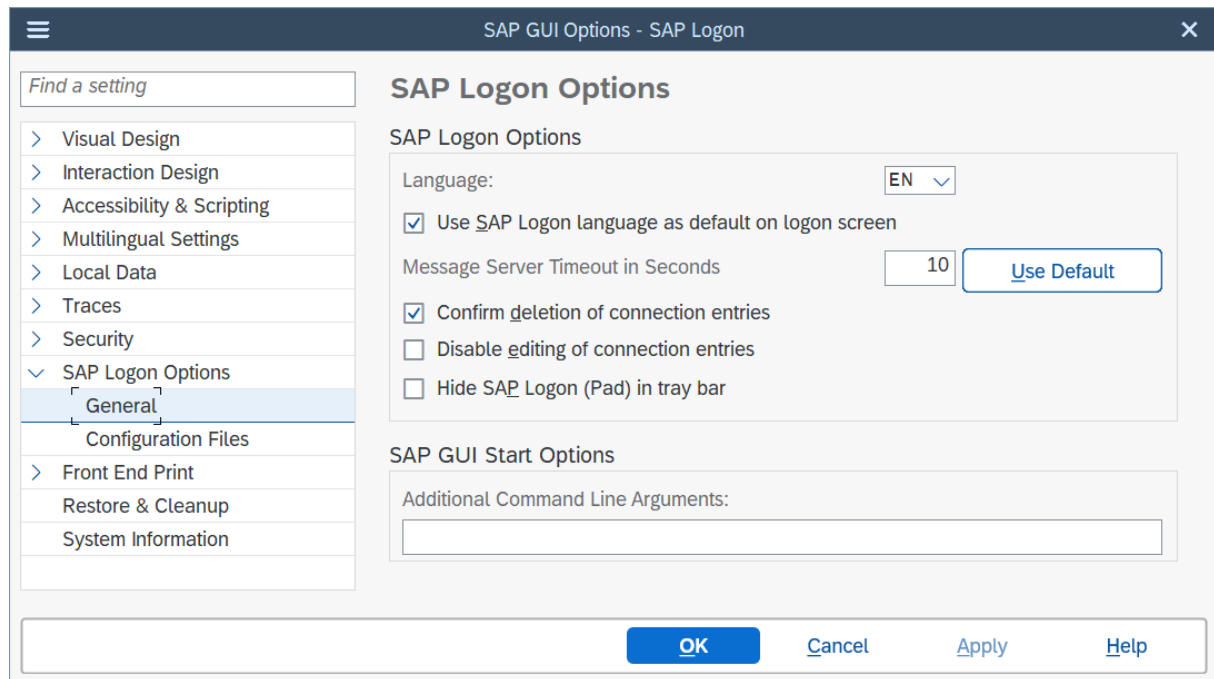 SAP GUI Options - SAP Logon
Find a setting
Visual Design
Interaction Design
Accessibility & Scripting
Multilingual Settings
Local Data
Traces
Security
SAP Logon Options
General
Configuration Files
Front End Print
Restore & Cleanup
System Information
SAP Logon Options
SAP Logon Options
Language: EN
Use SAP Logon language as default on logon screen
Message Server Timeout in Seconds 10 Use Default
Confirm deletion of connection entries
Disable editing of connection entries
Hide SAP Logon (Pad) in tray bar
SAP GUI Start Options
Additional Command Line Arguments:
OK Cancel Apply Help